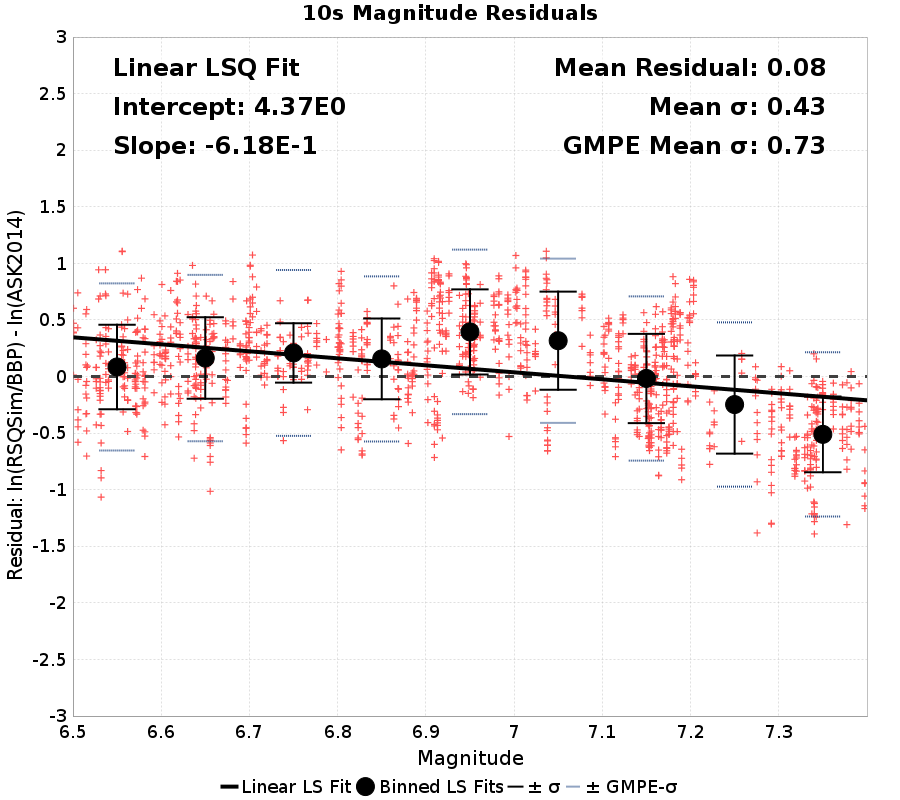 10s Magnitude Residuals
Linear LSQ Fit
Intercept: 4.37E0
Slope: -6.18E-1
Mean Residual: 0.08
Mean σ: 0.43
GMPE Mean σ: 0.73
Residual: ln(RSQSim/BBP) - ln(ASK2014)
3
2.5
2
1.5
1
0.5
0
-0.5
-1
-1.5
-2
-2.5
-3
6.5 6.6 6.7 6.8 6.9 7 7.1 7.2 7.3
Magnitude
Linear LS Fit Binned LS Fits ± σ ± GMPE-σ